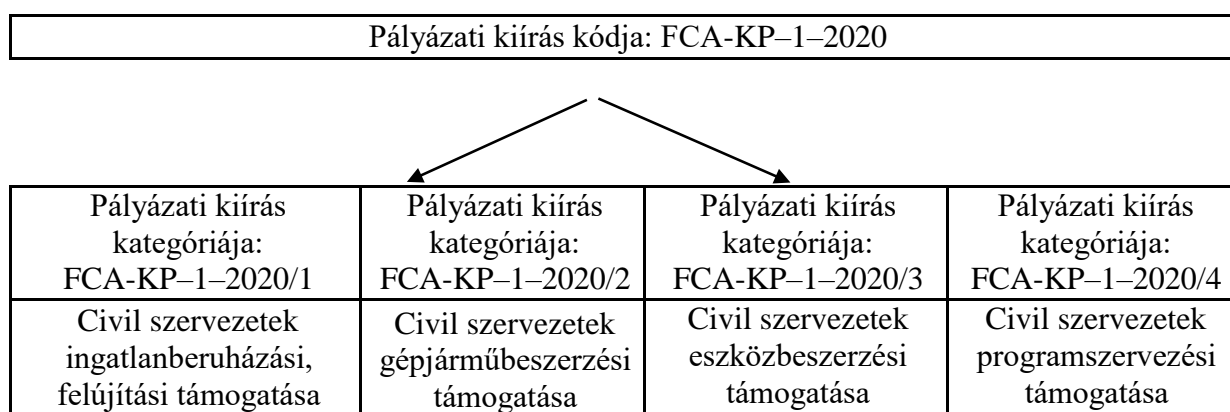 Pályázati kiírás kódja: FCA-KP–1–2020
Pályázati kiírás
kategóriája:
FCA-KP–1–2020/1
Pályázati kiírás
kategóriája:
FCA-KP–1–2020/2
Pályázati kiírás
kategóriája:
FCA-KP–1–2020/3
Pályázati kiírás
kategóriája:
FCA-KP–1–2020/4
Civil szervezetek
ingatlanberuházási,
felújítási támogatása
Civil szervezetek
gépjárműbeszerzési
támogatása
Civil szervezetek
eszközbeszerzési
támogatása
Civil szervezetek
programszervezési
támogatása